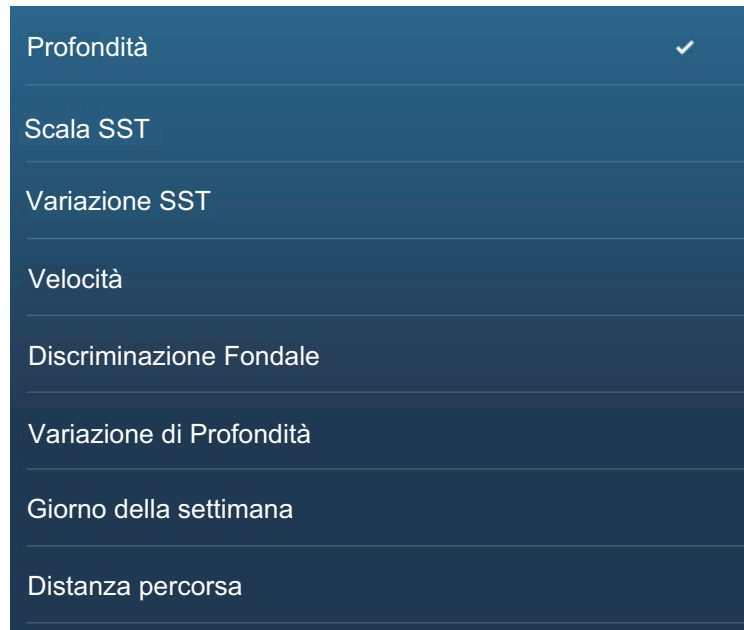 Profondità
Scala SST
Variazione SST
Velocità
Discriminazione Fondale
Variazione di Profondità
Giorno della settimana
Distanza percorsa